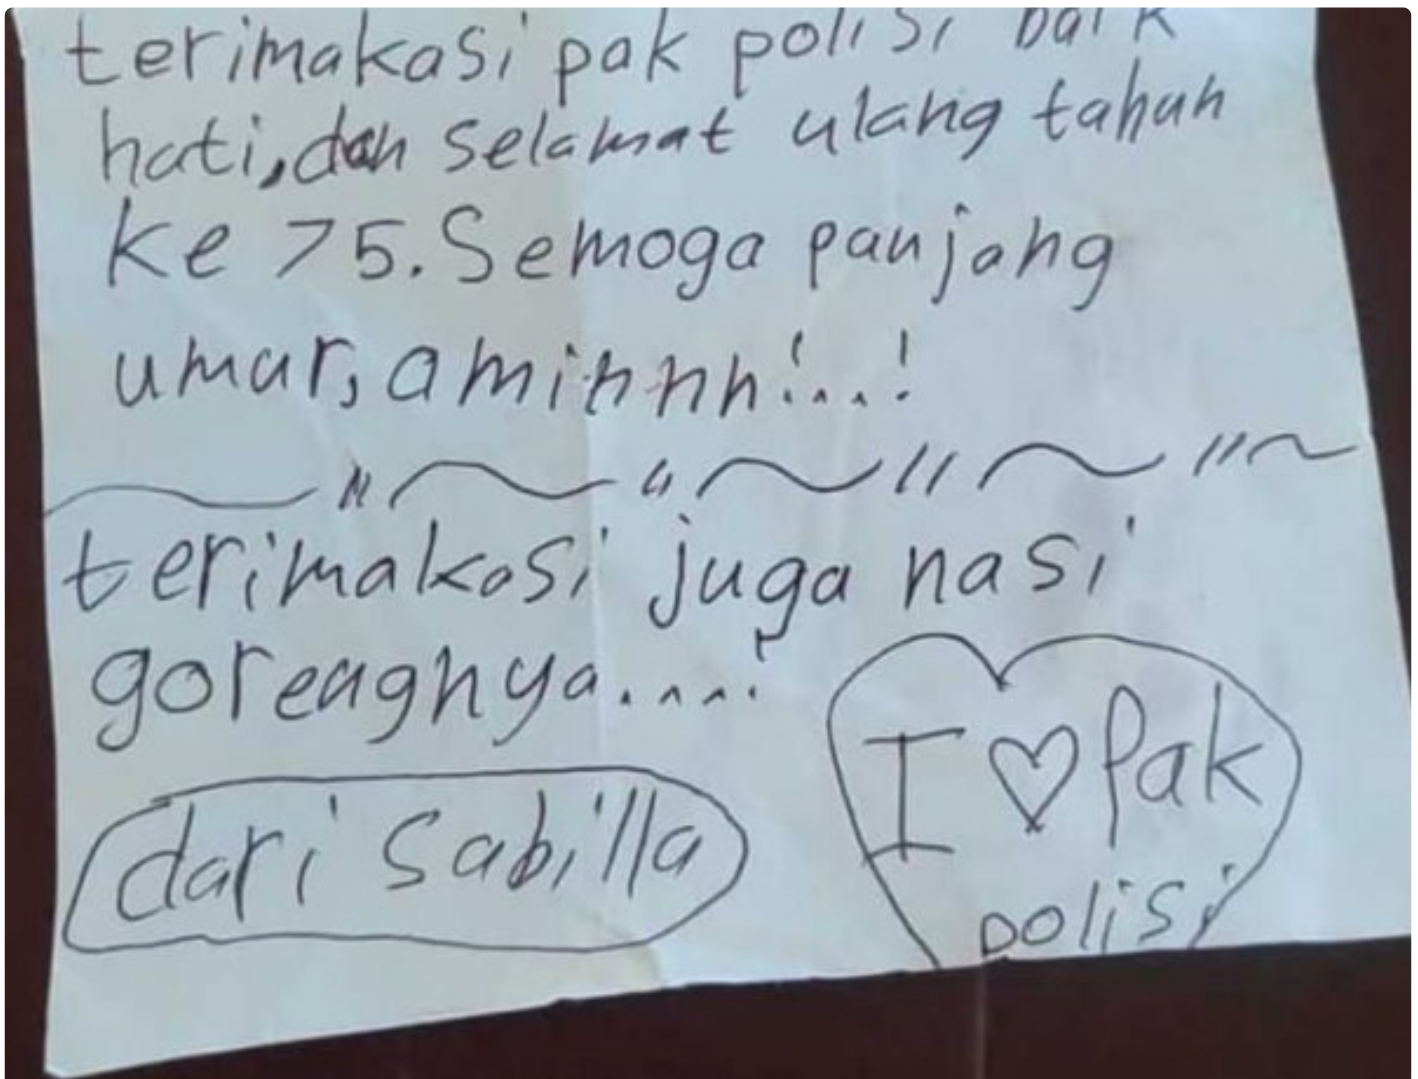 terimakasi pak polisi baik
hati, dan selamat ulang tahun
ke 75. Semoga panjang
umur, aminnn!...!
terimakasi juga nasi
goreagnya....!
dari Sabilla
I ♡ Pak
polisi